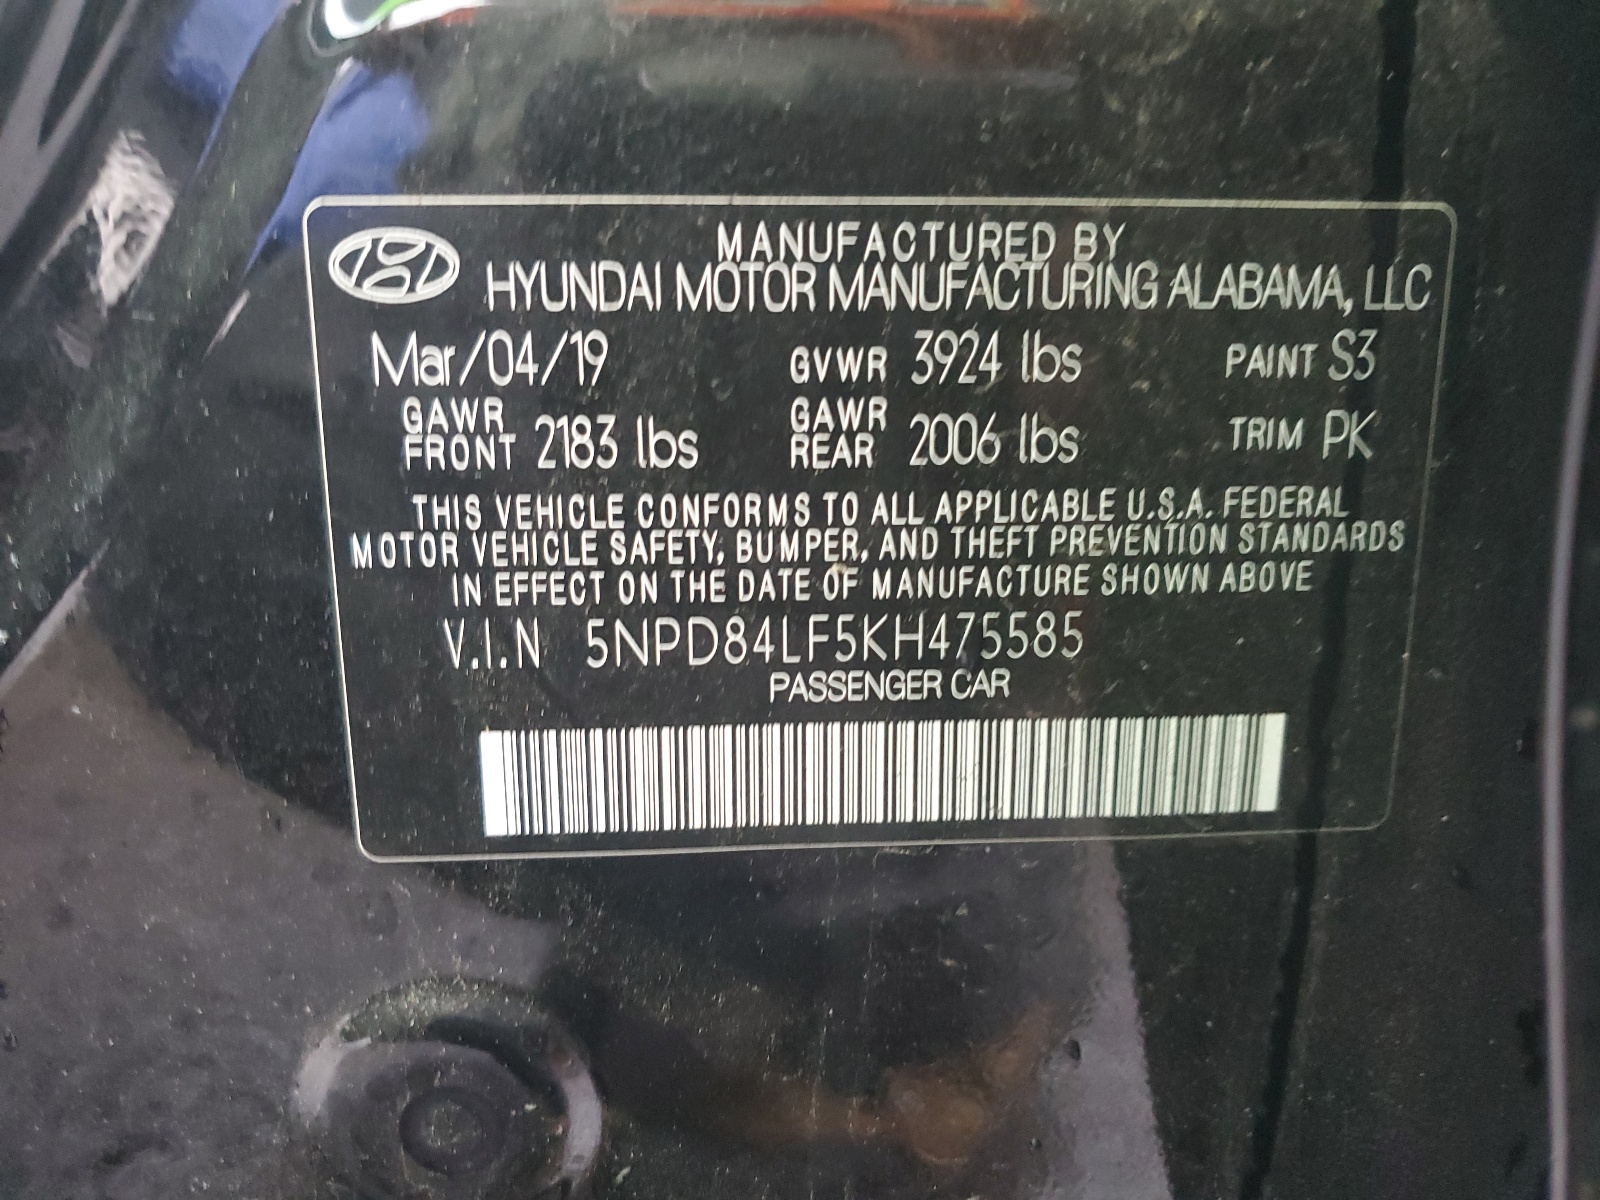 MANUFACTURED BY
HYUNDAI MOTOR MANUFACTURING ALABAMA, LLC
Mar/04/19 GVWR 3924 lbs PAINT S3
GAWR FRONT 2183 lbs GAWR REAR 2006 lbs TRIM PK
THIS VEHICLE CONFORMS TO ALL APPLICABLE U.S.A. FEDERAL
MOTOR VEHICLE SAFETY, BUMPER, AND THEFT PREVENTION STANDARDS
IN EFFECT ON THE DATE OF MANUFACTURE SHOWN ABOVE
V.I.N 5NPD84LF5KH475585
PASSENGER CAR